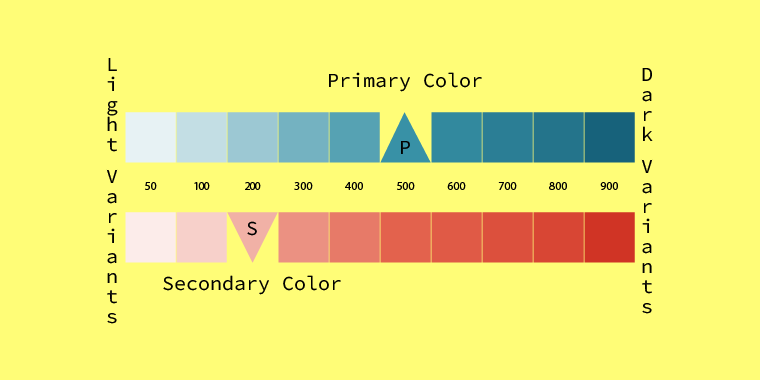 Primary Color
Light Variants
Dark Variants
P
50 100 200 300 400 500 600 700 800 900
S
Secondary Color